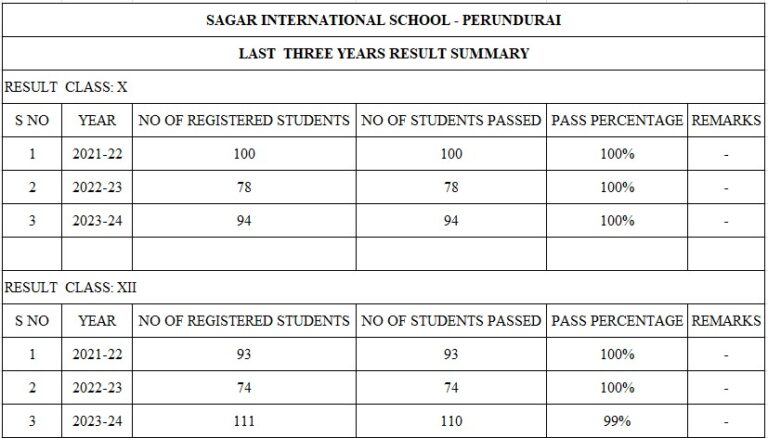 SAGAR INTERNATIONAL SCHOOL - PERUNDURAI
LAST THREE YEARS RESULT SUMMARY
RESULT CLASS: X
S NO YEAR NO OF REGISTERED STUDENTS NO OF STUDENTS PASSED PASS PERCENTAGE REMARKS
1 2021-22 100 100 100% -
2 2022-23 78 78 100% -
3 2023-24 94 94 100% -
RESULT CLASS: XII
S NO YEAR NO OF REGISTERED STUDENTS NO OF STUDENTS PASSED PASS PERCENTAGE REMARKS
1 2021-22 93 93 100% -
2 2022-23 74 74 100% -
3 2023-24 111 110 99% -